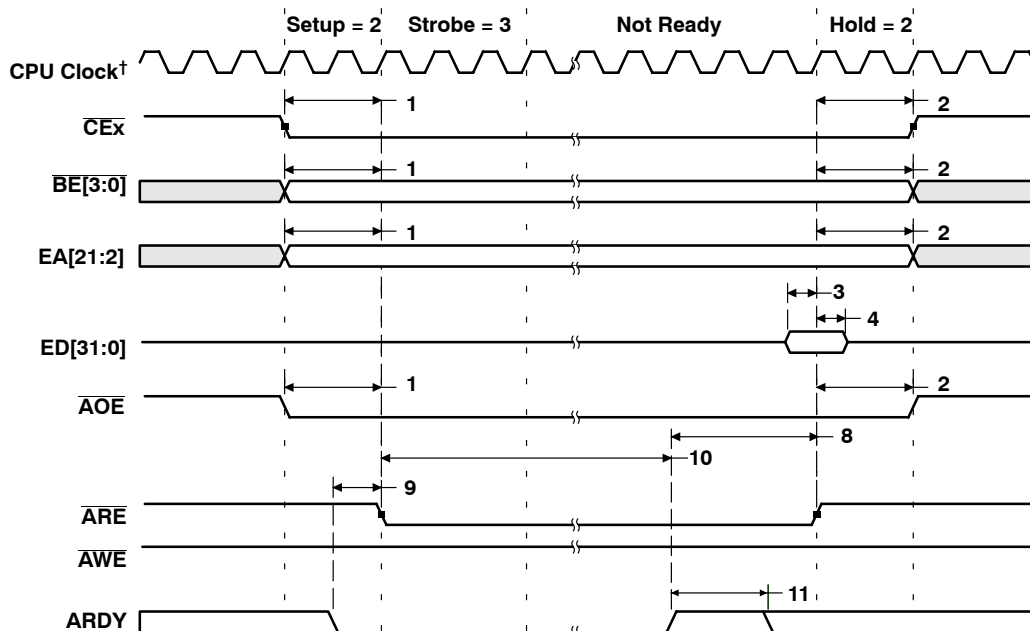 Setup = 2 Strobe = 3 Not Ready Hold = 2
CPU Clock†
1 2
CEx
1 2
BE[3:0]
1 2
EA[21:2]
3
4
ED[31:0]
1 2
AOE
8
10
9
ARE
AWE
11
ARDY